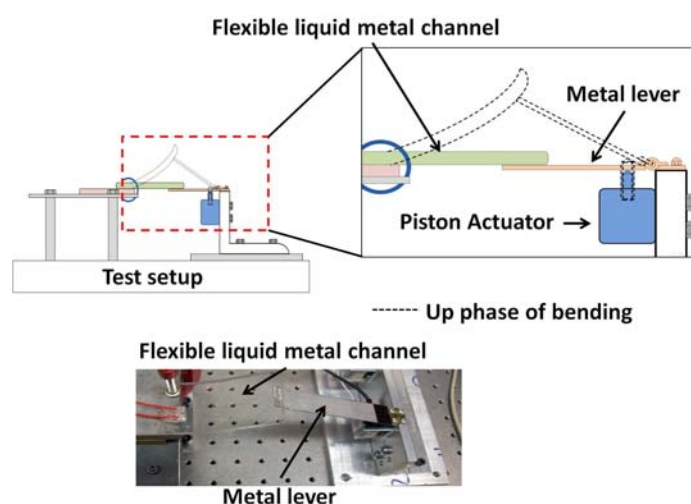 Flexible liquid metal channel
Metal lever
Piston Actuator
Test setup
Up phase of bending
Flexible liquid metal channel
Metal lever